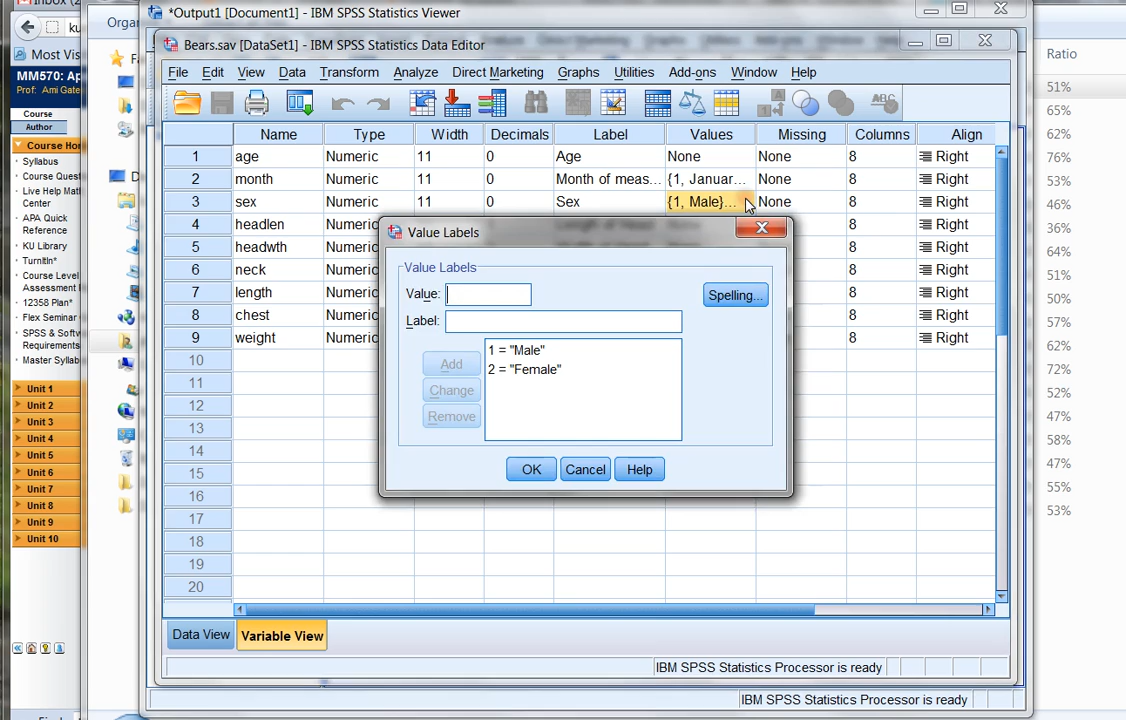 Inbox (2
*Output1 [Document1] - IBM SPSS Statistics Viewer
ku
Organ
Bears.sav [DataSet1] - IBM SPSS Statistics Data Editor
Most Vis
Ratio
File Edit View Data Transform Analyze Direct Marketing Graphs Utilities Add-ons Window Help
MM570: Ap
Prof: Ami Gate
Course
Author
Course Hom
Syllabus
Course Quest
Live Help Mat
Center
APA Quick
Reference
KU Library
TurnItIn*
Course Level
Assessment
12358 Plan*
Flex Seminar
SPSS & Softw
Requirements
Master Syllab
Unit 1
Unit 2
Unit 3
Unit 4
Unit 5
Unit 6
Unit 7
Unit 8
Unit 9
Unit 10
Name Type Width Decimals Label Values Missing Columns Align
1 age Numeric 11 0 Age None None 8 Right
2 month Numeric 11 0 Month of meas... {1, Januar... None 8 Right
3 sex Numeric 11 0 Sex {1, Male}... None 8 Right
4 headlen Numeric 8 Right
5 headwth Numeric 8 Right
6 neck Numeric 8 Right
7 length Numeric 8 Right
8 chest Numeric 8 Right
9 weight Numeric 8 Right
10
11
12
13
14
15
16
17
18
19
20
Value Labels
Value Labels
Value:
Spelling...
Label:
1 = "Male"
2 = "Female"
Add
Change
Remove
OK Cancel Help
Data View Variable View
IBM SPSS Statistics Processor is ready
IBM SPSS Statistics Processor is ready
51%
65%
62%
76%
53%
46%
36%
64%
51%
50%
57%
62%
72%
52%
47%
58%
47%
55%
53%